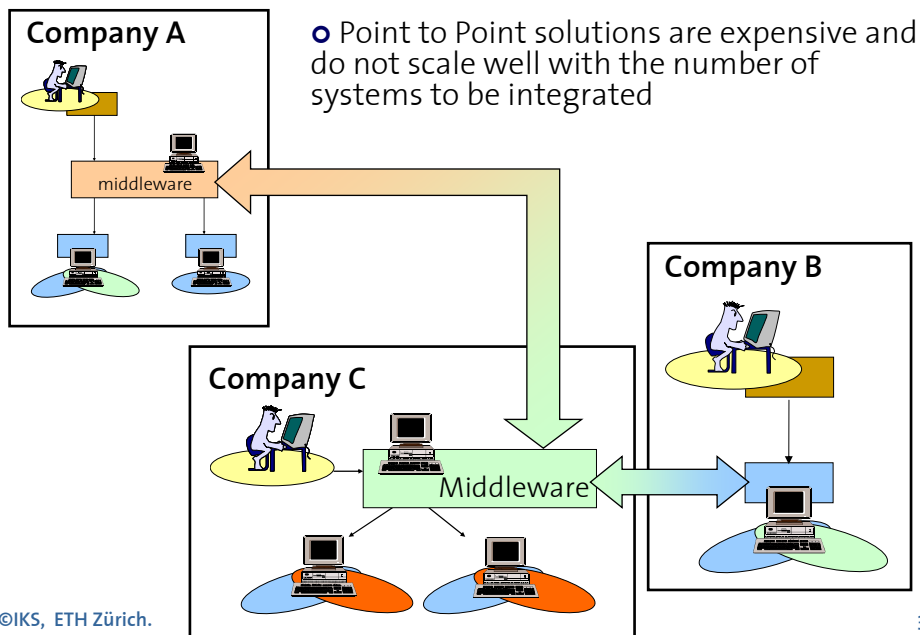 Company A
Point to Point solutions are expensive and
do not scale well with the number of
systems to be integrated
middleware
Company B
Company C
Middleware
©IKS, ETH Zürich.